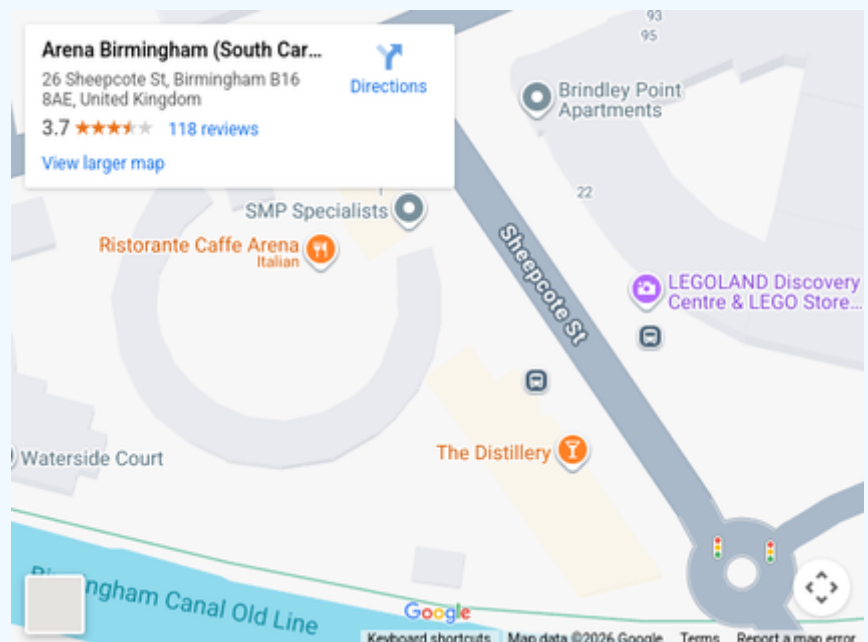 Arena Birmingham (South Car...
26 Sheepcote St, Birmingham B16
8AE, United Kingdom
3.7
118 reviews
View larger map
Directions
93
95
Brindley Point
Apartments
22
SMP Specialists
Ristorante Caffe Arena
Italian
Sheepcote St
LEGOLAND Discovery
Centre & LEGO Store...
The Distillery
Waterside Court
Birmingham Canal Old Line
Google
Keyboard shortcuts
Map data ©2026 Google
Terms
Report a map error